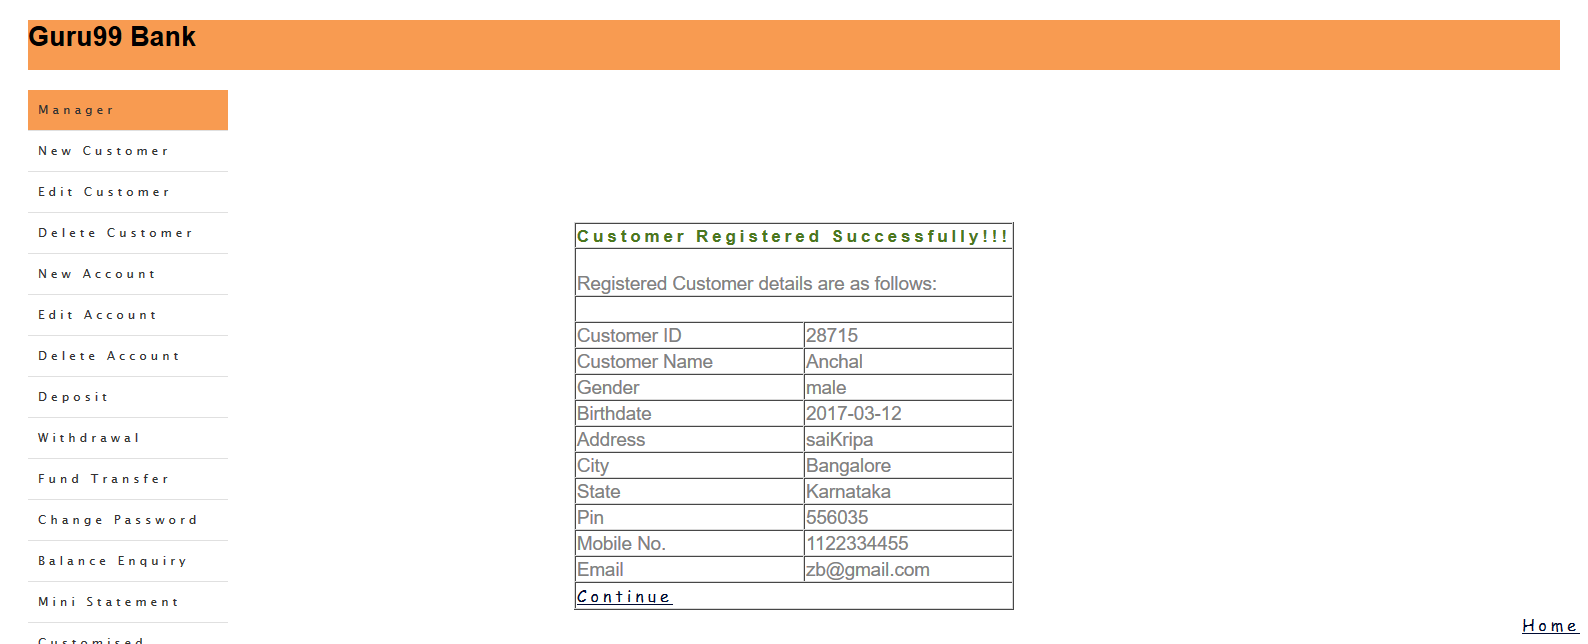 Guru99 Bank
Manager
New Customer
Edit Customer
Delete Customer
New Account
Edit Account
Delete Account
Deposit
Withdrawal
Fund Transfer
Change Password
Balance Enquiry
Mini Statement
Customised
Customer Registered Successfully!!!
Registered Customer details are as follows:
Customer ID 28715
Customer Name Anchal
Gender male
Birthdate 2017-03-12
Address saiKripa
City Bangalore
State Karnataka
Pin 556035
Mobile No. 1122334455
Email zb@gmail.com
Continue
Home